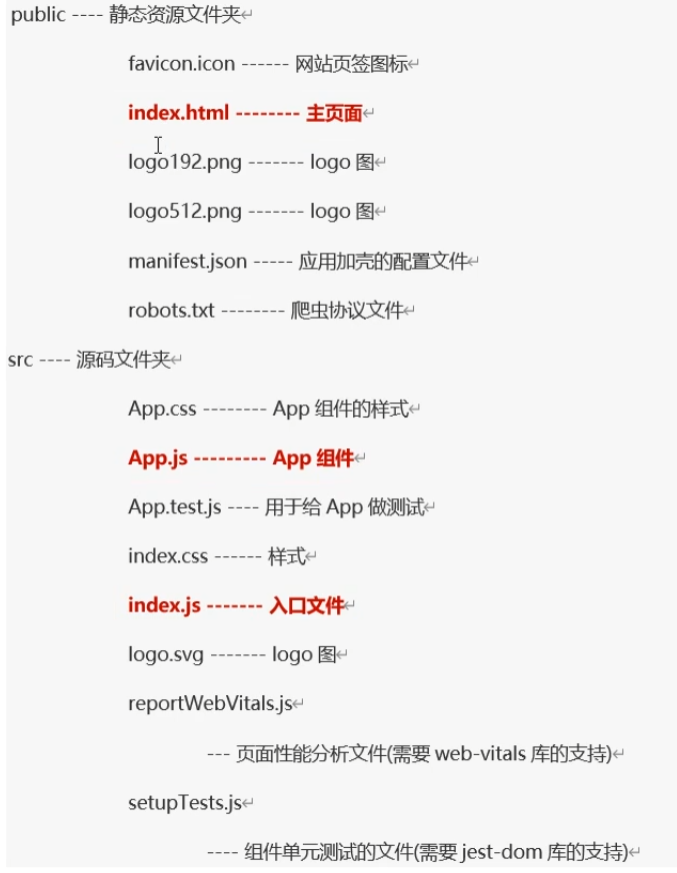 public ---- 静态资源文件夹↵
favicon.icon ------ 网站页签图标↵
index.html -------- 主页面↵
logo192.png ------- logo 图↵
logo512.png ------- logo 图↵
manifest.json ----- 应用加壳的配置文件↵
robots.txt -------- 爬虫协议文件↵
src ---- 源码文件夹↵
App.css -------- App 组件的样式↵
App.js --------- App 组件↵
App.test.js ---- 用于给 App 做测试↵
index.css ------ 样式↵
index.js ------- 入口文件↵
logo.svg ------- logo 图↵
reportWebVitals.js↵
--- 页面性能分析文件(需要 web-vitals 库的支持)↵
setupTests.js↵
---- 组件单元测试的文件(需要 jest-dom 库的支持)↵